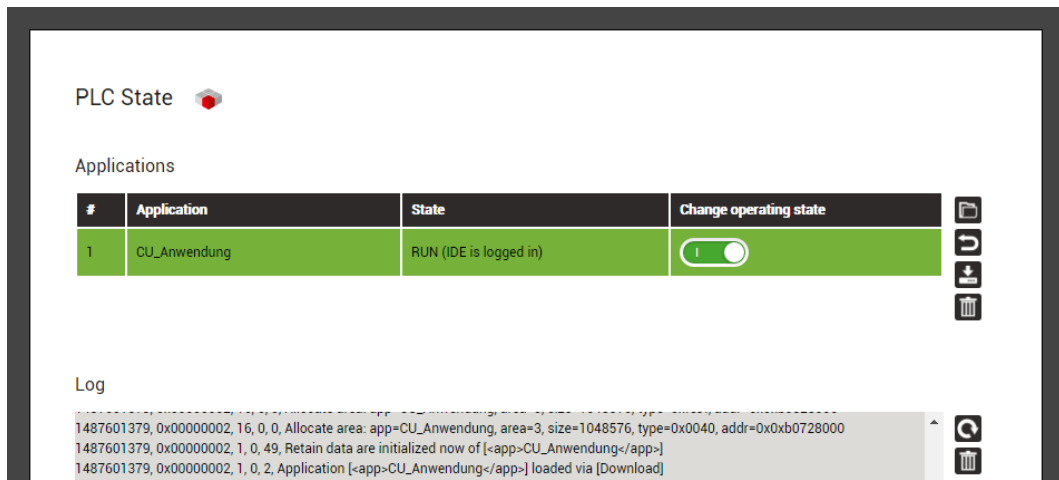 PLC State
Applications
# Application State Change operating state
1 CU_Anwendung RUN (IDE is logged in) I
Log
1487601379, 0x00000002, 16, 0, 0, Allocate area: app=CU_Anwendung, area=3, size=1048576, type=0x0040, addr=0x0xb0728000
1487601379, 0x00000002, 1, 0, 49, Retain data are initialized now of [<app>CU_Anwendung</app>]
1487601379, 0x00000002, 1, 0, 2, Application [<app>CU_Anwendung</app>] loaded via [Download]